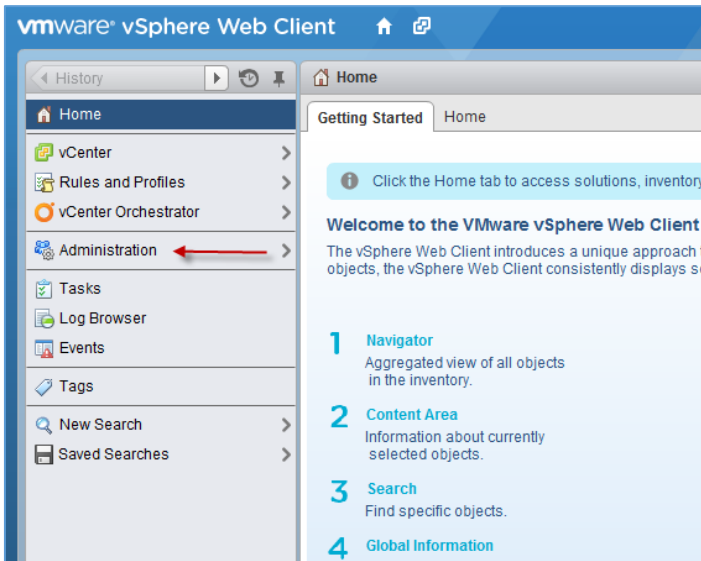 vmware® vSphere Web Client
History
Home
vCenter
Rules and Profiles
vCenter Orchestrator
Administration
Tasks
Log Browser
Events
Tags
New Search
Saved Searches
Home
Getting Started Home
Click the Home tab to access solutions, inventory
Welcome to the VMware vSphere Web Client
The vSphere Web Client introduces a unique approach
objects, the vSphere Web Client consistently displays
1 Navigator
Aggregated view of all objects
in the inventory.
2 Content Area
Information about currently
selected objects.
3 Search
Find specific objects.
4 Global Information